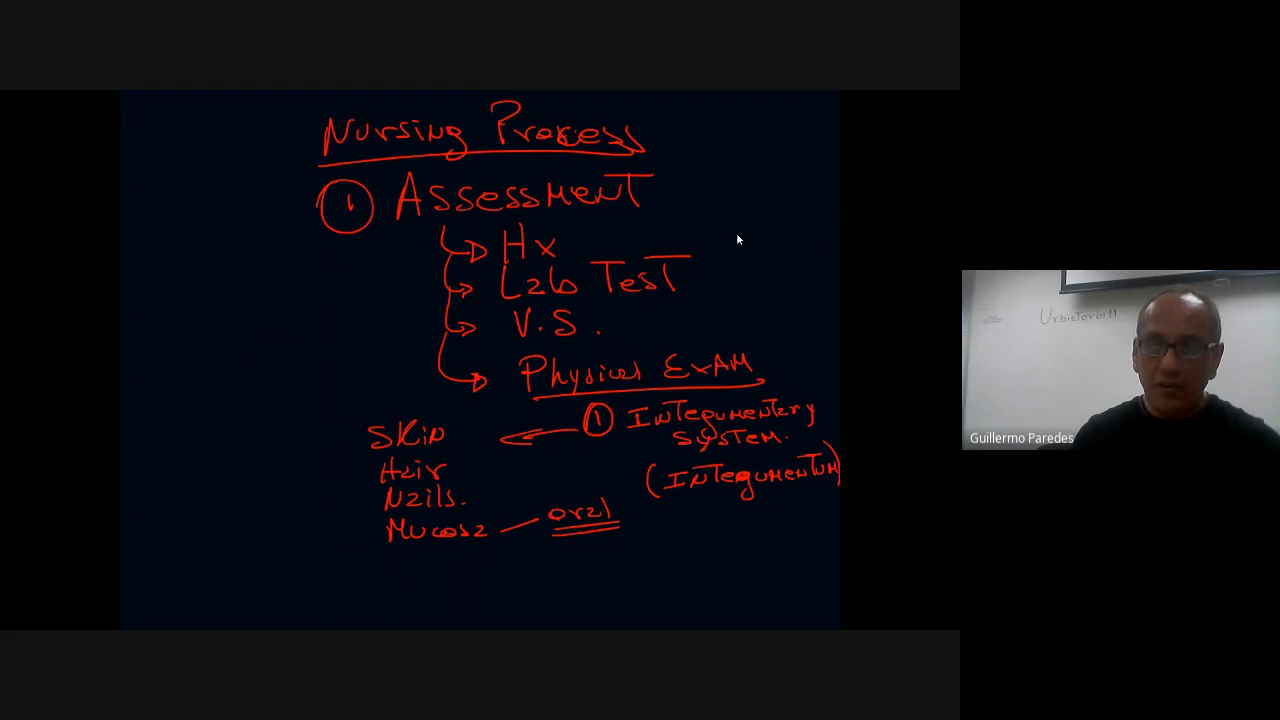 Nursing Process
① Assessment
Hx
Lab Test
V.S.
Physical Exam
① Integumentary
system.
(Integumentum)
Skin
Hair
Nails.
Mucosa — oral
Guillermo Paredes